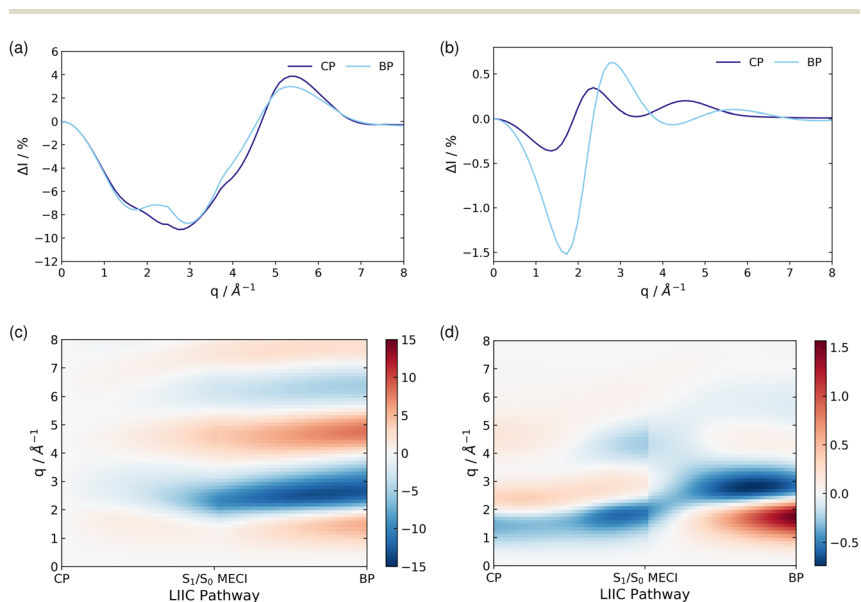 (a)
6
4
2
0
−2
−4
−6
−8
−10
−12
ΔI / %
CP BP
0 1 2 3 4 5 6 7 8
q / Å⁻¹
(b)
0.5
0.0
−0.5
−1.0
−1.5
ΔI / %
CP BP
0 1 2 3 4 5 6 7 8
q / Å⁻¹
(c)
8
7
6
5
4
3
2
1
0
q / Å⁻¹
CP S₁/S₀ MECI BP
LIIC Pathway
15
10
5
0
−5
−10
−15
(d)
8
7
6
5
4
3
2
1
0
q / Å⁻¹
CP S₁/S₀ MECI BP
LIIC Pathway
1.5
1.0
0.5
0.0
−0.5